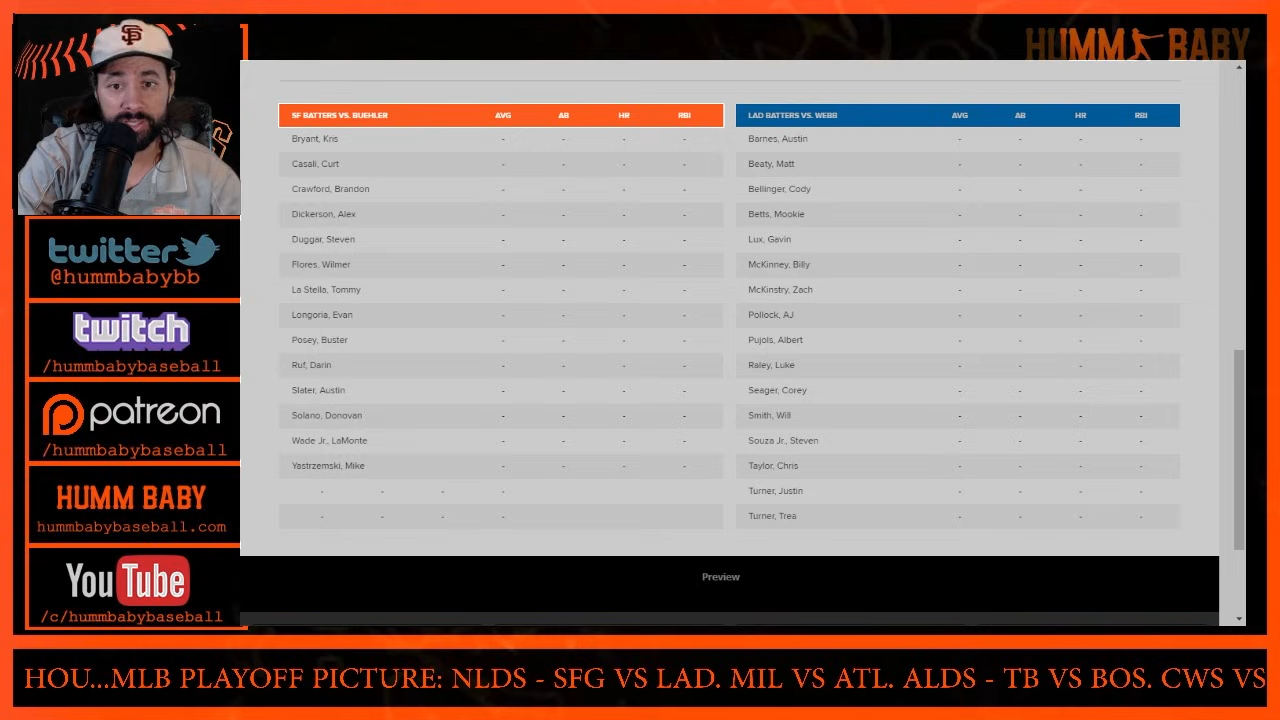 SF
HUMM BABY
twitter
@hummbabybb
twitch
/hummbabybaseball
patreon
/hummbabybaseball
HUMM BABY
hummbabybaseball.com
YouTube
/c/hummbabybaseball
SF BATTERS VS. BUEHLER AVG AB HR RBI
Bryant, Kris - - - -
Casali, Curt - - - -
Crawford, Brandon - - - -
Dickerson, Alex - - - -
Duggar, Steven - - - -
Flores, Wilmer - - - -
La Stella, Tommy - - - -
Longoria, Evan - - - -
Posey, Buster - - - -
Ruf, Darin - - - -
Slater, Austin - - - -
Solano, Donovan - - - -
Wade Jr., LaMonte - - - -
Yastrzemski, Mike - - - -
- - - -
- - - -
LAD BATTERS VS. WEBB AVG AB HR RBI
Barnes, Austin - - - -
Beaty, Matt - - - -
Bellinger, Cody - - - -
Betts, Mookie - - - -
Lux, Gavin - - - -
McKinney, Billy - - - -
McKinstry, Zach - - - -
Pollock, AJ - - - -
Pujols, Albert - - - -
Raley, Luke - - - -
Seager, Corey - - - -
Smith, Will - - - -
Souza Jr., Steven - - - -
Taylor, Chris - - - -
Turner, Justin - - - -
Turner, Trea - - - -
Preview
HOU...MLB PLAYOFF PICTURE: NLDS - SFG VS LAD. MIL VS ATL. ALDS - TB VS BOS. CWS VS